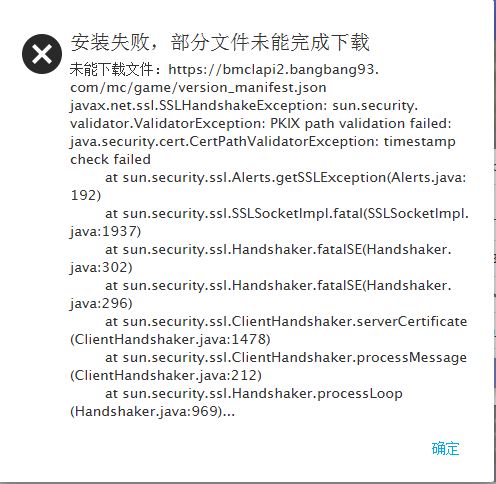 安装失败，部分文件未能完成下载
未能下载文件：https://bmclapi2.bangbang93.
com/mc/game/version_manifest.json
javax.net.ssl.SSLHandshakeException: sun.security.
validator.ValidatorException: PKIX path validation failed:
java.security.cert.CertPathValidatorException: timestamp
check failed
at sun.security.ssl.Alerts.getSSLException(Alerts.java:
192)
at sun.security.ssl.SSLSocketImpl.fatal(SSLSocketImpl.
java:1937)
at sun.security.ssl.Handshaker.fatalSE(Handshaker.
java:302)
at sun.security.ssl.Handshaker.fatalSE(Handshaker.
java:296)
at sun.security.ssl.ClientHandshaker.serverCertificate
(ClientHandshaker.java:1478)
at sun.security.ssl.ClientHandshaker.processMessage
(ClientHandshaker.java:212)
at sun.security.ssl.Handshaker.processLoop
(Handshaker.java:969)...
确定